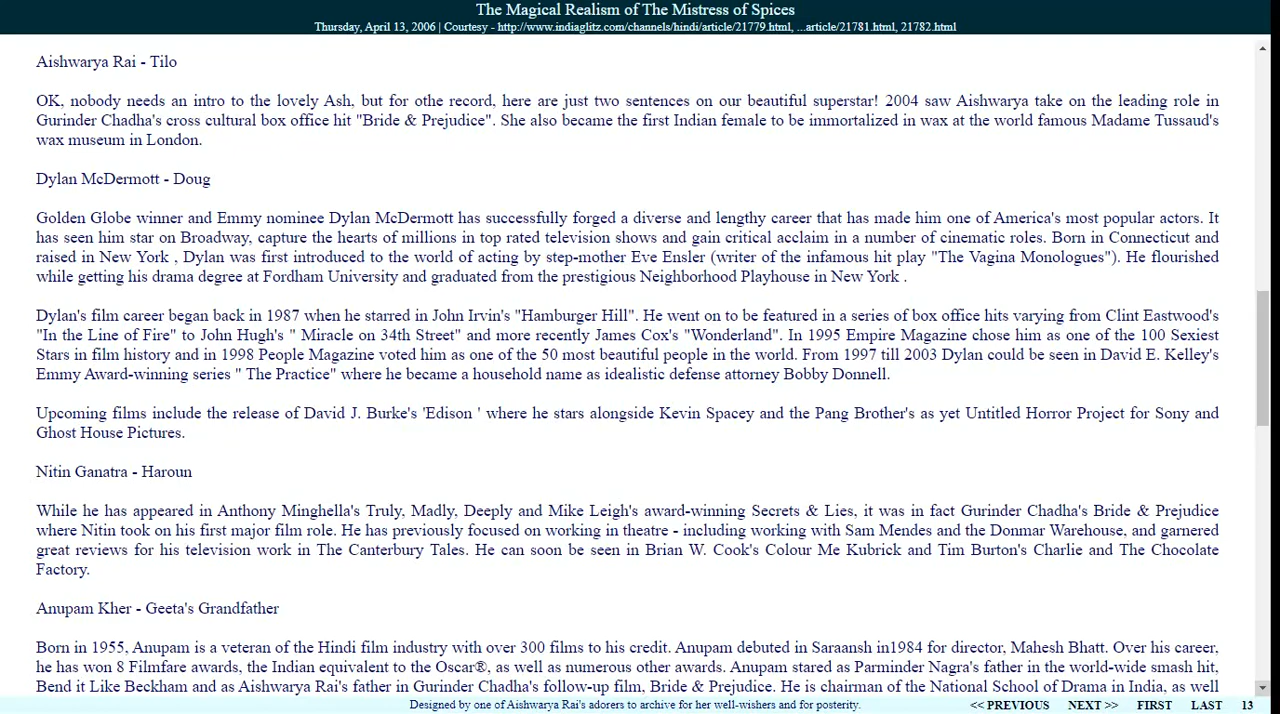 The Magical Realism of The Mistress of Spices
Thursday, April 13, 2006 | Courtesy - http://www.indiaglitz.com/channels/hindi/article/21779.html, ...article/21781.html, 21782.html
Aishwarya Rai - Tilo
OK, nobody needs an intro to the lovely Ash, but for othe record, here are just two sentences on our beautiful superstar! 2004 saw Aishwarya take on the leading role in
Gurinder Chadha's cross cultural box office hit "Bride & Prejudice". She also became the first Indian female to be immortalized in wax at the world famous Madame Tussaud's
wax museum in London.
Dylan McDermott - Doug
Golden Globe winner and Emmy nominee Dylan McDermott has successfully forged a diverse and lengthy career that has made him one of America's most popular actors. It
has seen him star on Broadway, capture the hearts of millions in top rated television shows and gain critical acclaim in a number of cinematic roles. Born in Connecticut and
raised in New York , Dylan was first introduced to the world of acting by step-mother Eve Ensler (writer of the infamous hit play "The Vagina Monologues"). He flourished
while getting his drama degree at Fordham University and graduated from the prestigious Neighborhood Playhouse in New York .
Dylan's film career began back in 1987 when he starred in John Irvin's "Hamburger Hill". He went on to be featured in a series of box office hits varying from Clint Eastwood's
"In the Line of Fire" to John Hugh's " Miracle on 34th Street" and more recently James Cox's "Wonderland". In 1995 Empire Magazine chose him as one of the 100 Sexiest
Stars in film history and in 1998 People Magazine voted him as one of the 50 most beautiful people in the world. From 1997 till 2003 Dylan could be seen in David E. Kelley's
Emmy Award-winning series " The Practice" where he became a household name as idealistic defense attorney Bobby Donnell.
Upcoming films include the release of David J. Burke's 'Edison ' where he stars alongside Kevin Spacey and the Pang Brother's as yet Untitled Horror Project for Sony and
Ghost House Pictures.
Nitin Ganatra - Haroun
While he has appeared in Anthony Minghella's Truly, Madly, Deeply and Mike Leigh's award-winning Secrets & Lies, it was in fact Gurinder Chadha's Bride & Prejudice
where Nitin took on his first major film role. He has previously focused on working in theatre - including working with Sam Mendes and the Donmar Warehouse, and garnered
great reviews for his television work in The Canterbury Tales. He can soon be seen in Brian W. Cook's Colour Me Kubrick and Tim Burton's Charlie and The Chocolate
Factory.
Anupam Kher - Geeta's Grandfather
Born in 1955, Anupam is a veteran of the Hindi film industry with over 300 films to his credit. Anupam debuted in Saraansh in1984 for director, Mahesh Bhatt. Over his career,
he has won 8 Filmfare awards, the Indian equivalent to the Oscar®, as well as numerous other awards. Anupam stared as Parminder Nagra's father in the world-wide smash hit,
Bend it Like Beckham and as Aishwarya Rai's father in Gurinder Chadha's follow-up film, Bride & Prejudice. He is chairman of the National School of Drama in India, as well
Designed by one of Aishwarya Rai's adorers to archive for her well-wishers and for posterity. << PREVIOUS NEXT >> FIRST LAST 13